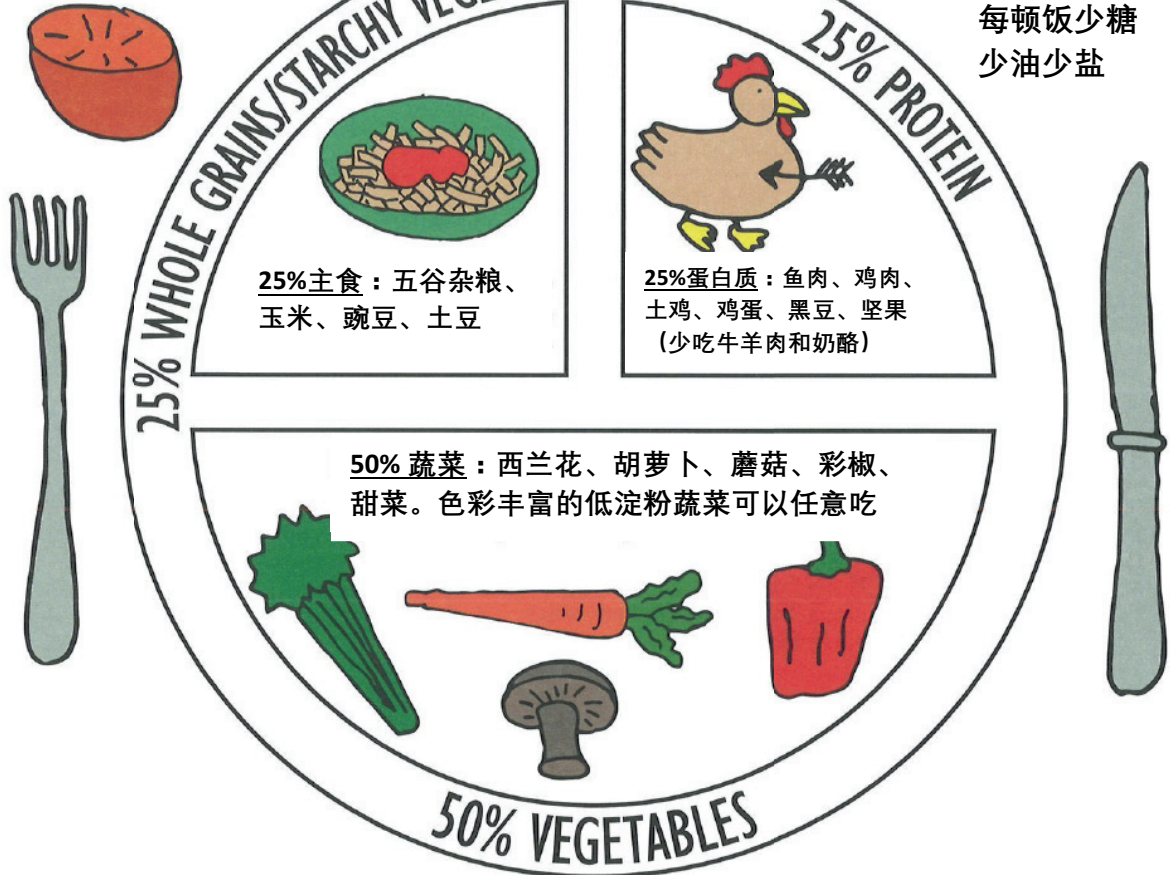 每顿饭少糖
少油少盐
25% WHOLE GRAINS/STARCHY
25% PROTEIN
25%主食：五谷杂粮、
玉米、豌豆、土豆
25%蛋白质：鱼肉、鸡肉、
土鸡、鸡蛋、黑豆、坚果
（少吃牛羊肉和奶酪）
50% 蔬菜：西兰花、胡萝卜、蘑菇、彩椒、
甜菜。色彩丰富的低淀粉蔬菜可以任意吃
50% VEGETABLES